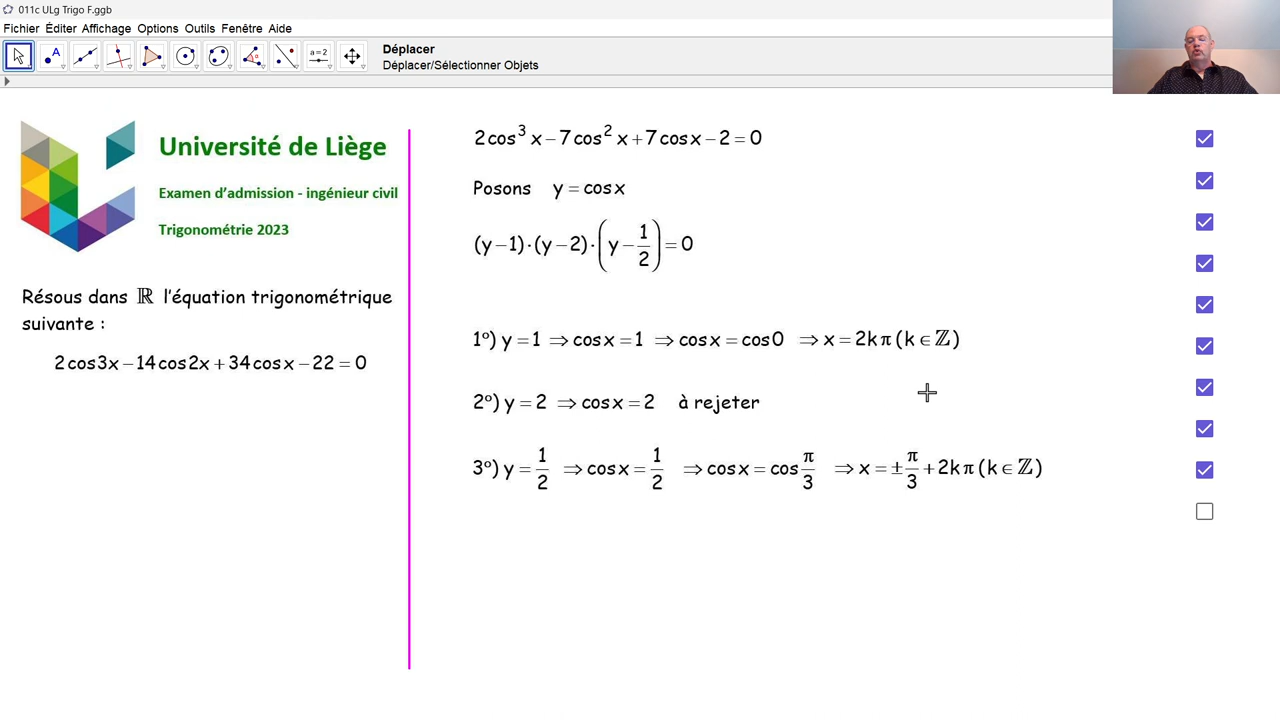 011c ULg Trigo F.ggb
Fichier Éditer Affichage Options Outils Fenêtre Aide
A a=2 Déplacer
Déplacer/Sélectionner Objets
Université de Liège
Examen d'admission - ingénieur civil
Trigonométrie 2023
Résous dans ℝ l'équation trigonométrique
suivante :
2cos3x−14cos2x+34cosx−22=0
2cos³x−7cos²x+7cosx−2=0
Posons y=cosx
(y−1)·(y−2)·(y−1/2)=0
1°) y=1 ⇒cosx=1 ⇒cosx=cos0 ⇒x=2kπ(k∈ℤ)
2°) y=2 ⇒cosx=2 à rejeter
3°) y=1/2 ⇒cosx=1/2 ⇒cosx=cosπ/3 ⇒x=±π/3+2kπ(k∈ℤ)